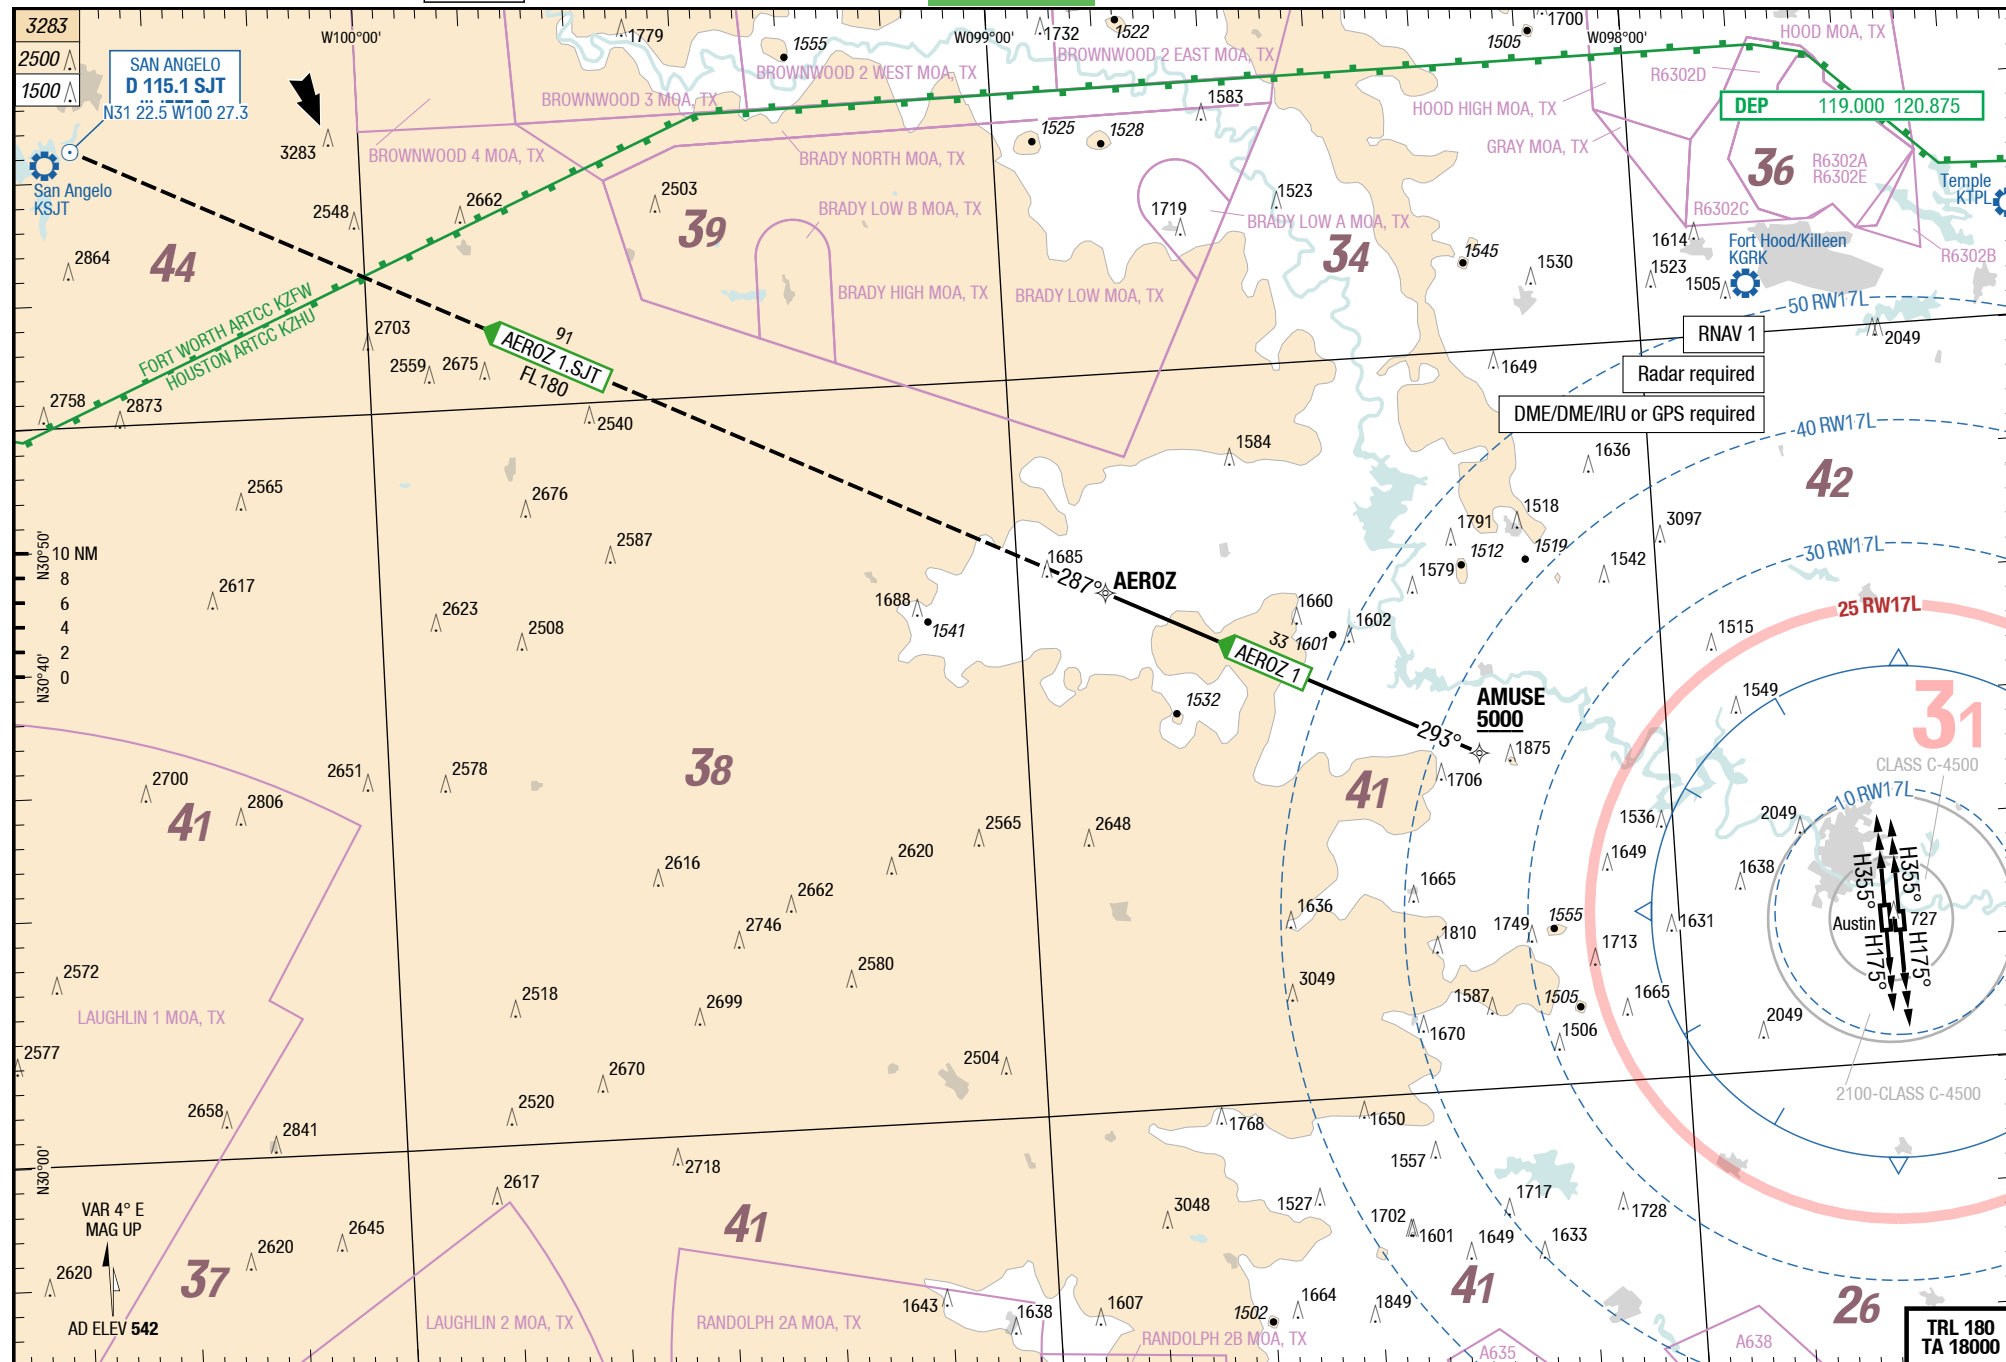 3283
2500
1500
SAN ANGELO
D 115.1 SJT
N31 22.5 W100 27.3
San Angelo
KSJT
W100°00'
W099°00'
W098°00'
1779
1555
1732
1522
1505
1700
BROWNWOOD 2 WEST MOA, TX
BROWNWOOD 2 EAST MOA, TX
BROWNWOOD 3 MOA, TX
BROWNWOOD 4 MOA, TX
HOOD MOA, TX
R6302D
HOOD HIGH MOA, TX
GRAY MOA, TX
DEP 119.000 120.875
36
R6302A
R6302E
R6302C
R6302B
Temple
KTPL
Fort Hood/Killeen
KGRK
3283
1583
1525
1528
BRADY NORTH MOA, TX
2548
2662
2503
39
BRADY LOW B MOA, TX
1719
1523
BRADY LOW A MOA, TX
34
1545
1530
1614
1523
1505
2864
44
BRADY HIGH MOA, TX
BRADY LOW MOA, TX
FORT WORTH ARTCC KZFW
HOUSTON ARTCC KZHU
2703
2559
2675
91
AEROZ 1.SJT
FL180
2540
2758
2873
50 RW17L
RNAV 1
Radar required
DME/DME/IRU or GPS required
2049
1649
40 RW17L
1584
1636
42
2565
2676
2587
1791
1518
1512
1519
3097
1542
1579
30 RW17L
N30°50'
10 NM
8
6
4
2
0
N30°40'
2617
2623
2508
1685
287°
AEROZ
1688
1541
1660
1602
33
1601
AEROZ 1
25 RW17L
1515
1532
AMUSE
5000
293°
1875
1706
1549
31
CLASS C-4500
10 RW17L
2700
2806
41
2651
2578
38
41
1536
2049
1649
1638
2565
2648
2620
2616
2662
2746
2580
1665
1636
1810
1749
1555
1713
1631
H355°
H355°
Austin
727
H175°
H175°
2572
2518
2699
3049
1587
1505
1665
1670
1506
2049
LAUGHLIN 1 MOA, TX
2577
2670
2504
2520
2658
2841
1768
1650
2100-CLASS C-4500
N30°00'
2718
1557
2617
VAR 4° E
MAG UP
2645
2620
2620
37
41
3048
1527
1717
1728
1702
1601
1649
1633
41
26
AD ELEV 542
LAUGHLIN 2 MOA, TX
RANDOLPH 2A MOA, TX
1643
1638
1607
1502
1664
1849
RANDOLPH 2B MOA, TX
A635
A638
TRL 180
TA 18000